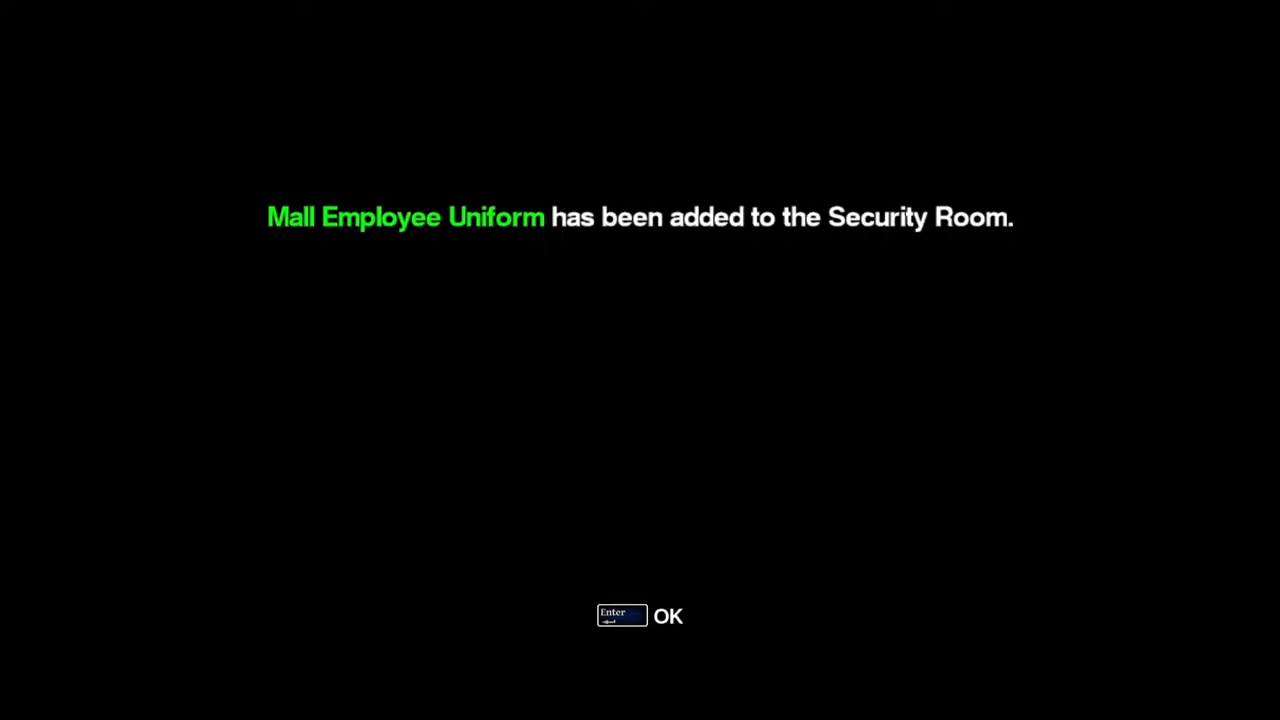 Mall Employee Uniform has been added to the Security Room.
Enter OK